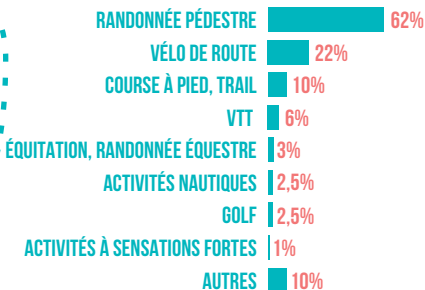 RANDONNÉE PÉDESTRE 62%
VÉLO DE ROUTE 22%
COURSE À PIED, TRAIL 10%
VTT 6%
ÉQUITATION, RANDONNÉE ÉQUESTRE 3%
ACTIVITÉS NAUTIQUES 2,5%
GOLF 2,5%
ACTIVITÉS À SENSATIONS FORTES 1%
AUTRES 10%